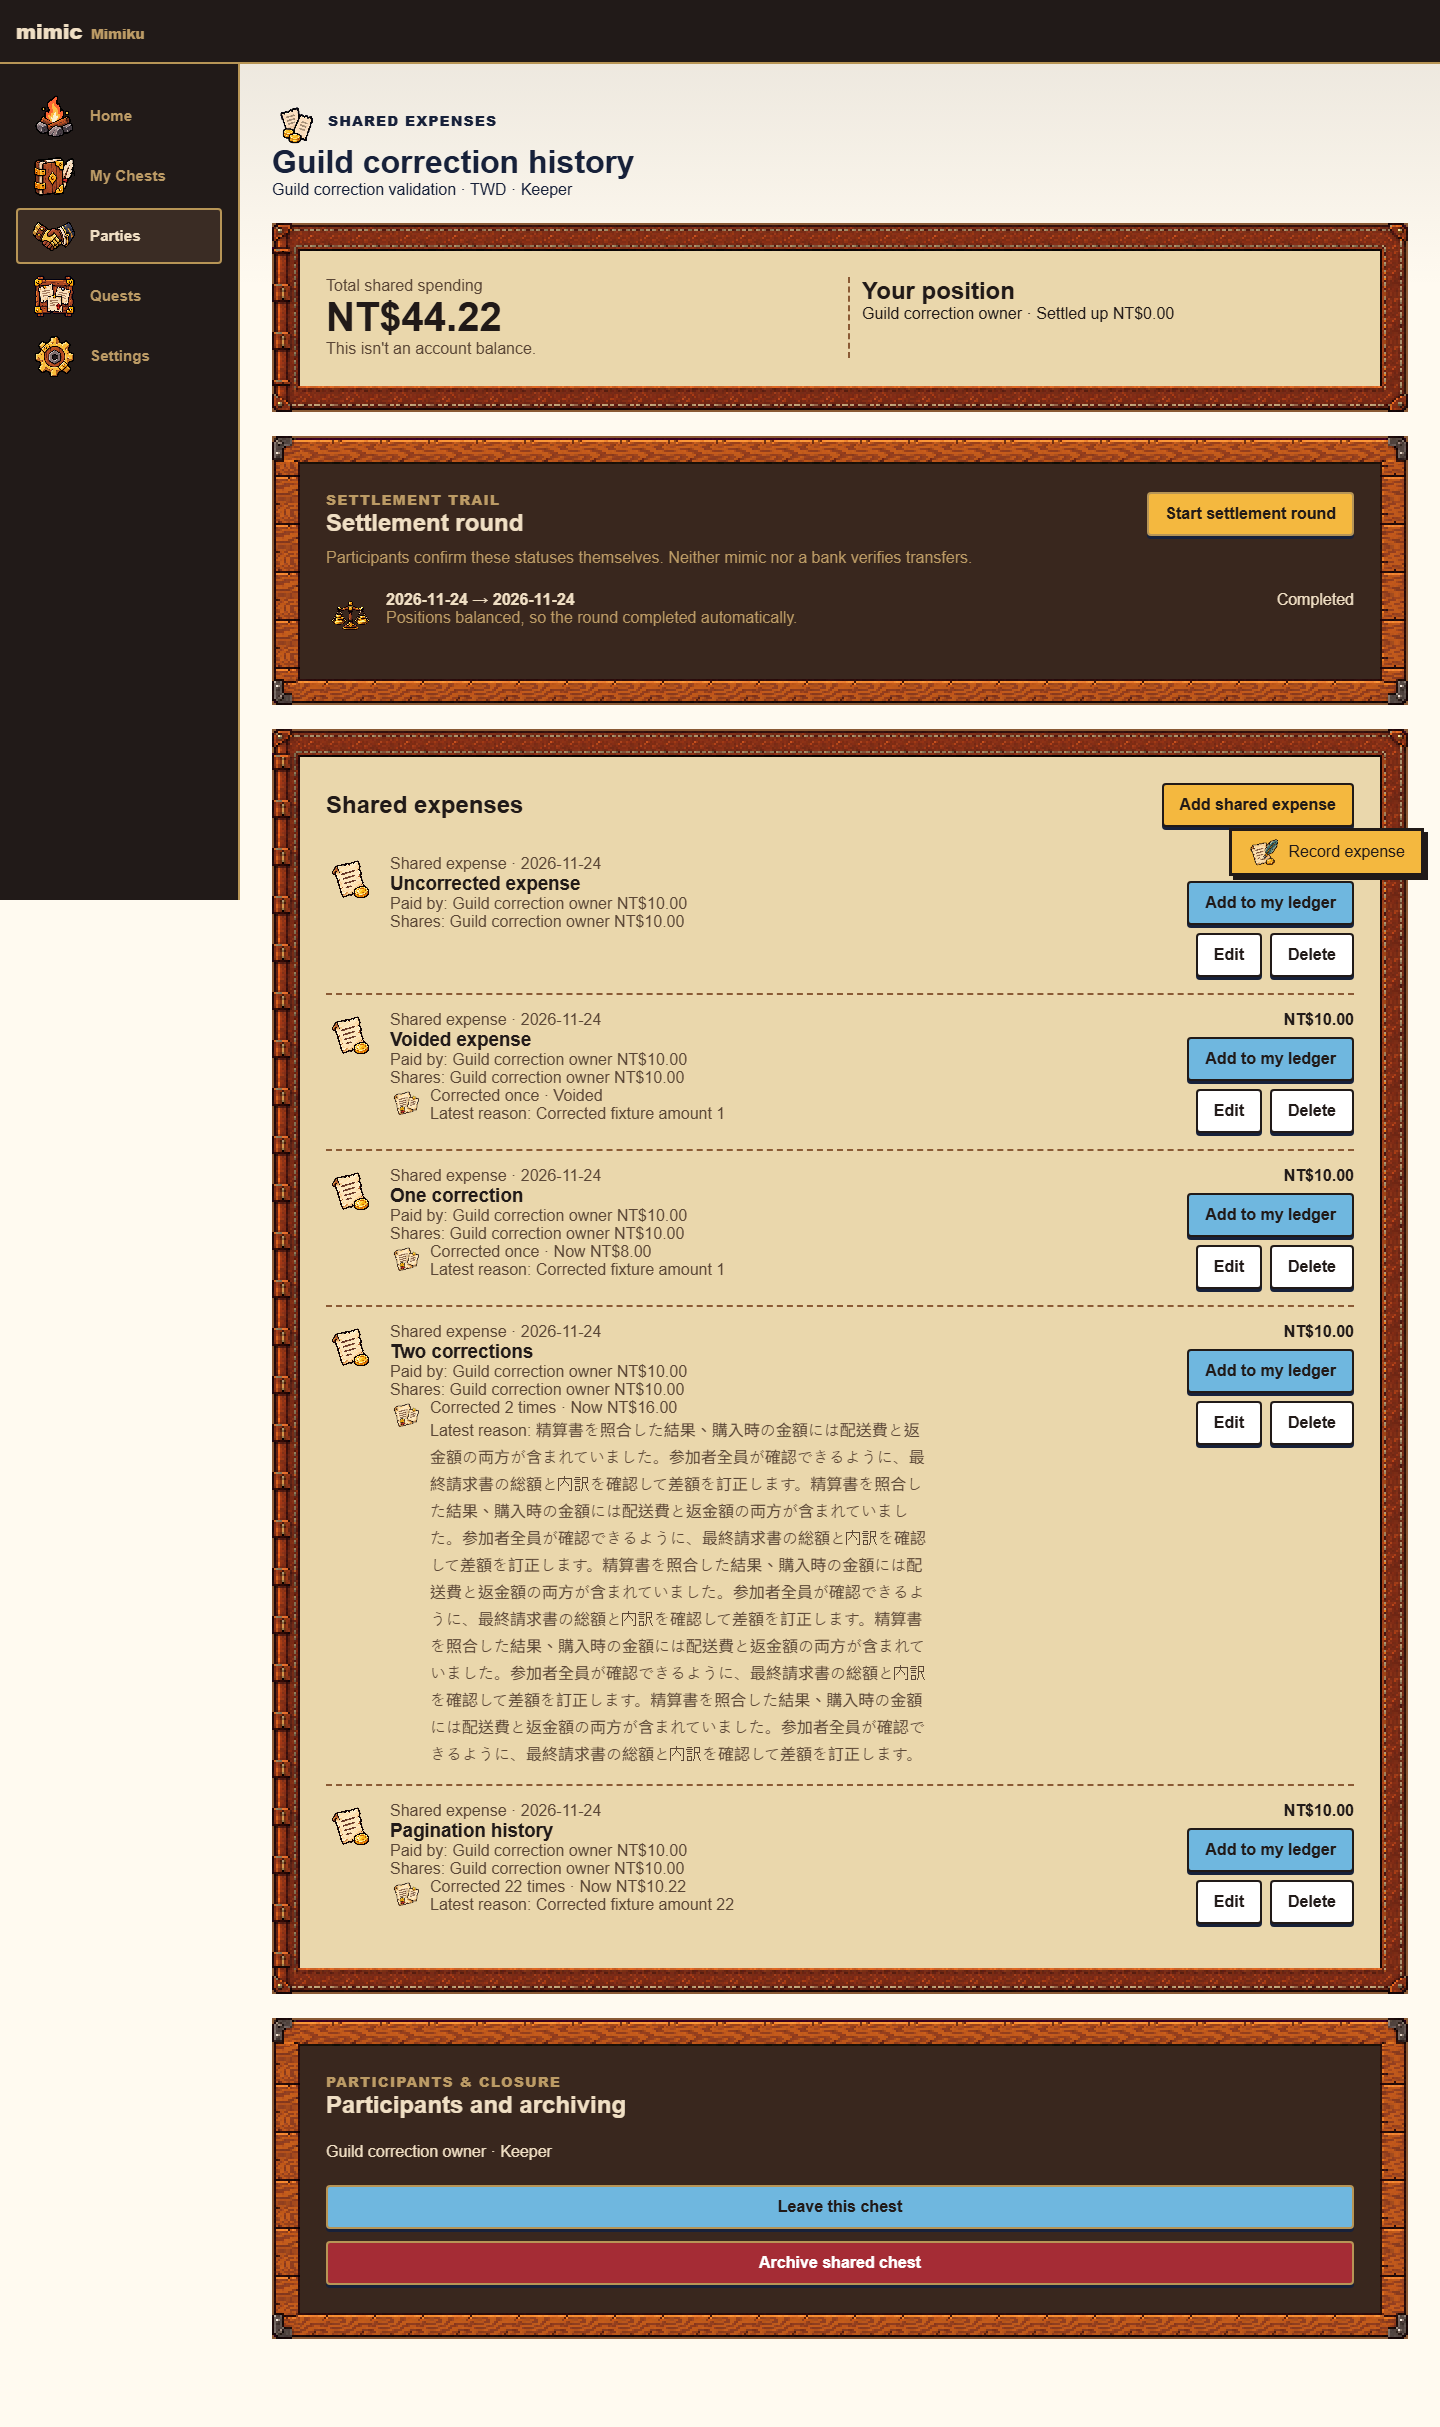 mimic Mimiku
Home
My Chests
Parties
Quests
Settings
SHARED EXPENSES
Guild correction history
Guild correction validation · TWD · Keeper
Total shared spending
NT$44.22
This isn't an account balance.
Your position
Guild correction owner · Settled up NT$0.00
SETTLEMENT TRAIL
Settlement round
Start settlement round
Participants confirm these statuses themselves. Neither mimic nor a bank verifies transfers.
2026-11-24 → 2026-11-24
Completed
Positions balanced, so the round completed automatically.
Shared expenses
Add shared expense
Record expense
Shared expense · 2026-11-24
Uncorrected expense
Paid by: Guild correction owner NT$10.00
Shares: Guild correction owner NT$10.00
Add to my ledger
Edit
Delete
Shared expense · 2026-11-24
NT$10.00
Voided expense
Paid by: Guild correction owner NT$10.00
Shares: Guild correction owner NT$10.00
Corrected once · Voided
Latest reason: Corrected fixture amount 1
Add to my ledger
Edit
Delete
Shared expense · 2026-11-24
NT$10.00
One correction
Paid by: Guild correction owner NT$10.00
Shares: Guild correction owner NT$10.00
Corrected once · Now NT$8.00
Latest reason: Corrected fixture amount 1
Add to my ledger
Edit
Delete
Shared expense · 2026-11-24
NT$10.00
Two corrections
Paid by: Guild correction owner NT$10.00
Shares: Guild correction owner NT$10.00
Corrected 2 times · Now NT$16.00
Latest reason: 精算書を照合した結果、購入時の金額には配送費と返
金額の両方が含まれていました。参加者全員が確認できるように、最
終請求書の総額と内訳を確認して差額を訂正します。精算書を照合し
た結果、購入時の金額には配送費と返金額の両方が含まれていまし
た。参加者全員が確認できるように、最終請求書の総額と内訳を確認
して差額を訂正します。精算書を照合した結果、購入時の金額には配
送費と返金額の両方が含まれていました。参加者全員が確認できるよ
うに、最終請求書の総額と内訳を確認して差額を訂正します。精算書
を照合した結果、購入時の金額には配送費と返金額の両方が含まれて
いました。参加者全員が確認できるように、最終請求書の総額と内訳
を確認して差額を訂正します。精算書を照合した結果、購入時の金額
には配送費と返金額の両方が含まれていました。参加者全員が確認で
きるように、最終請求書の総額と内訳を確認して差額を訂正します。
Add to my ledger
Edit
Delete
Shared expense · 2026-11-24
NT$10.00
Pagination history
Paid by: Guild correction owner NT$10.00
Shares: Guild correction owner NT$10.00
Corrected 22 times · Now NT$10.22
Latest reason: Corrected fixture amount 22
Add to my ledger
Edit
Delete
PARTICIPANTS & CLOSURE
Participants and archiving
Guild correction owner · Keeper
Leave this chest
Archive shared chest